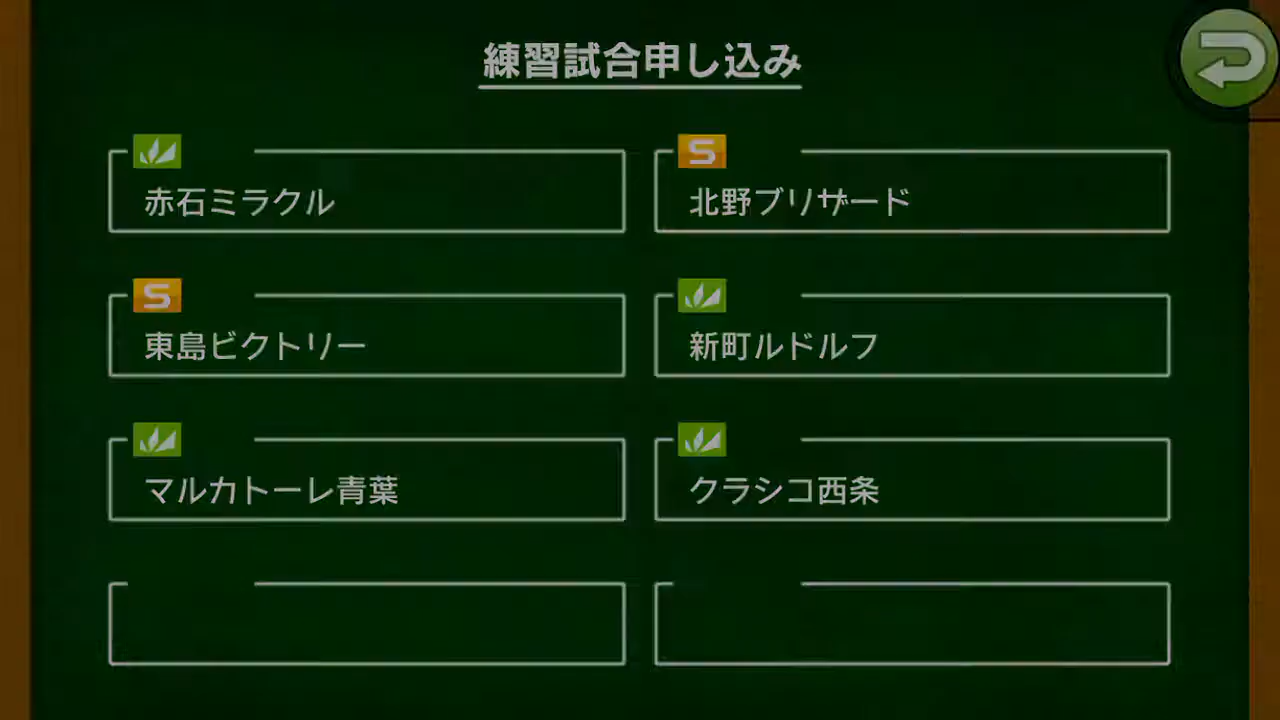 練習試合申し込み
赤石ミラクル
S
北野ブリザード
S
東島ビクトリー
新町ルドルフ
マルカトーレ青葉
クラシコ西条